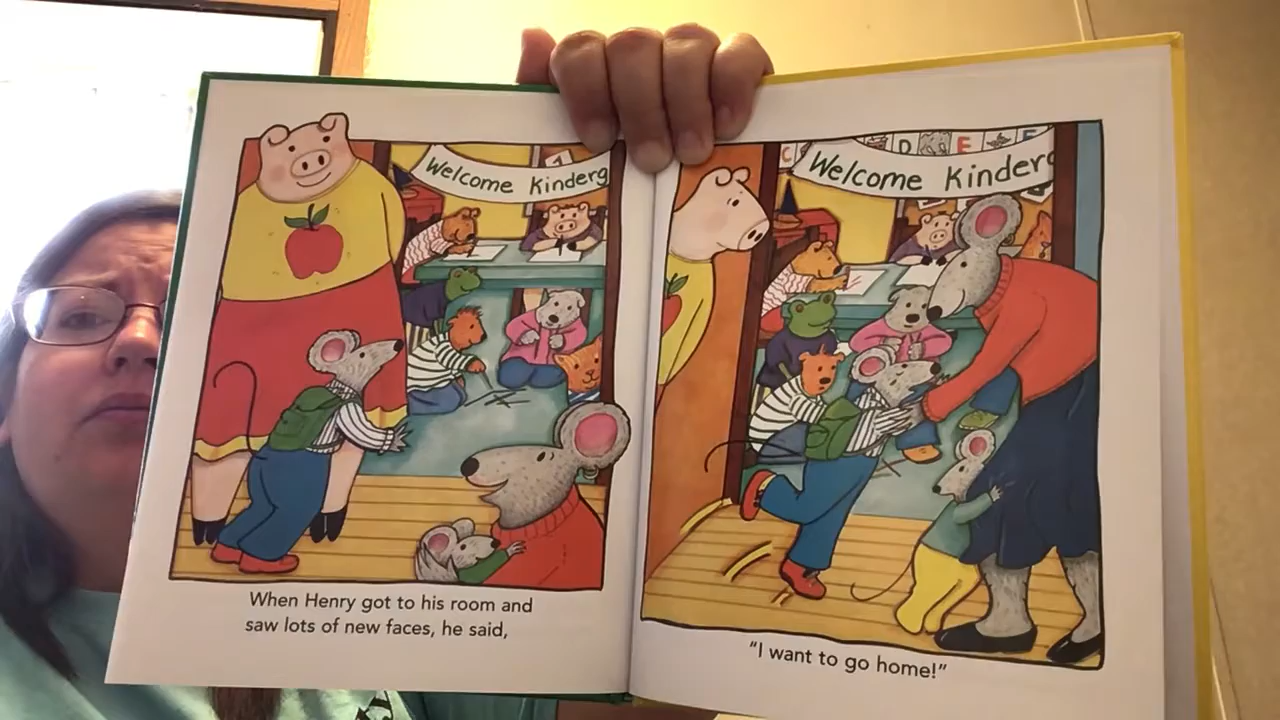 Welcome Kinderg
When Henry got to his room and
saw lots of new faces, he said,
C D E F
Welcome Kinderg
"I want to go home!"